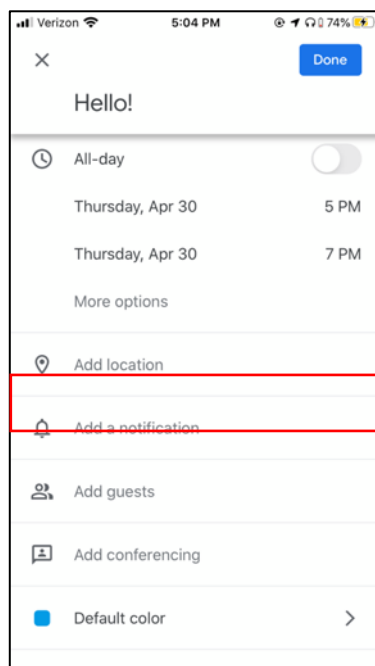 Verizon 5:04 PM 74%
Done
Hello!
All-day
Thursday, Apr 30 5 PM
Thursday, Apr 30 7 PM
More options
Add location
Add a notification
Add guests
Add conferencing
Default color